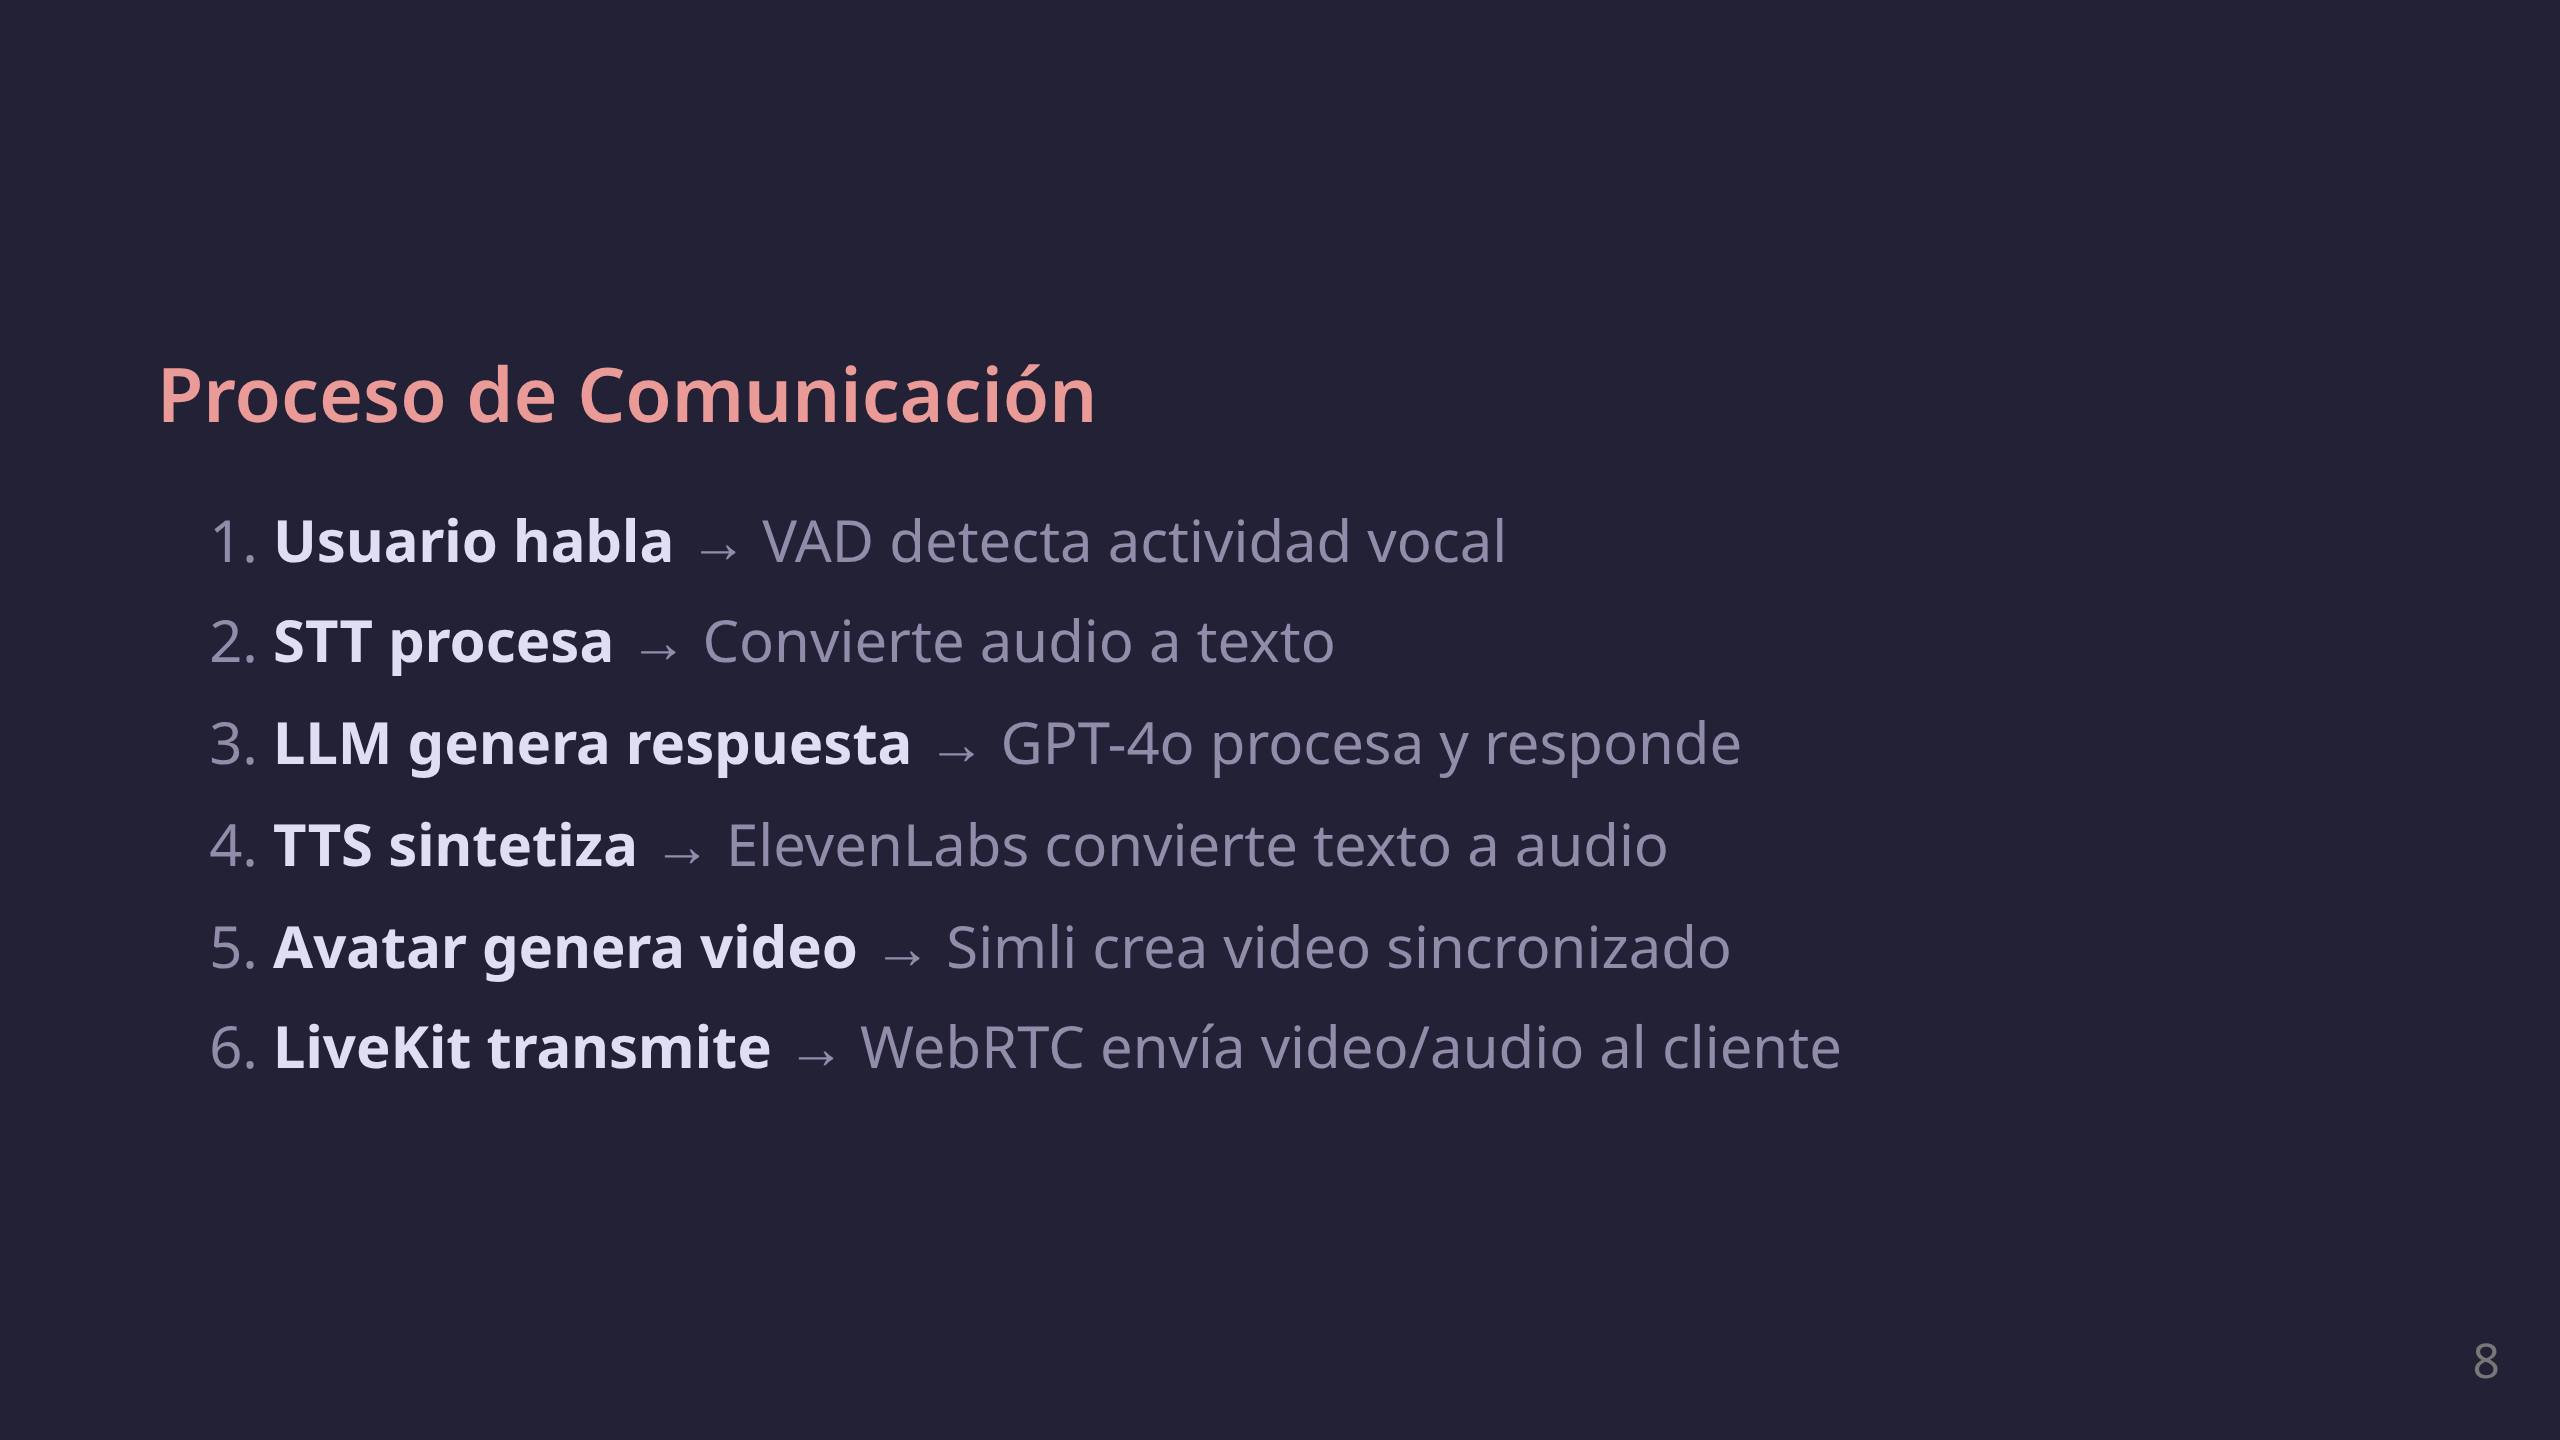 Proceso de Comunicación
1. Usuario habla → VAD detecta actividad vocal
2. STT procesa → Convierte audio a texto
3. LLM genera respuesta → GPT-4o procesa y responde
4. TTS sintetiza → ElevenLabs convierte texto a audio
5. Avatar genera video → Simli crea video sincronizado
6. LiveKit transmite → WebRTC envía video/audio al cliente
8